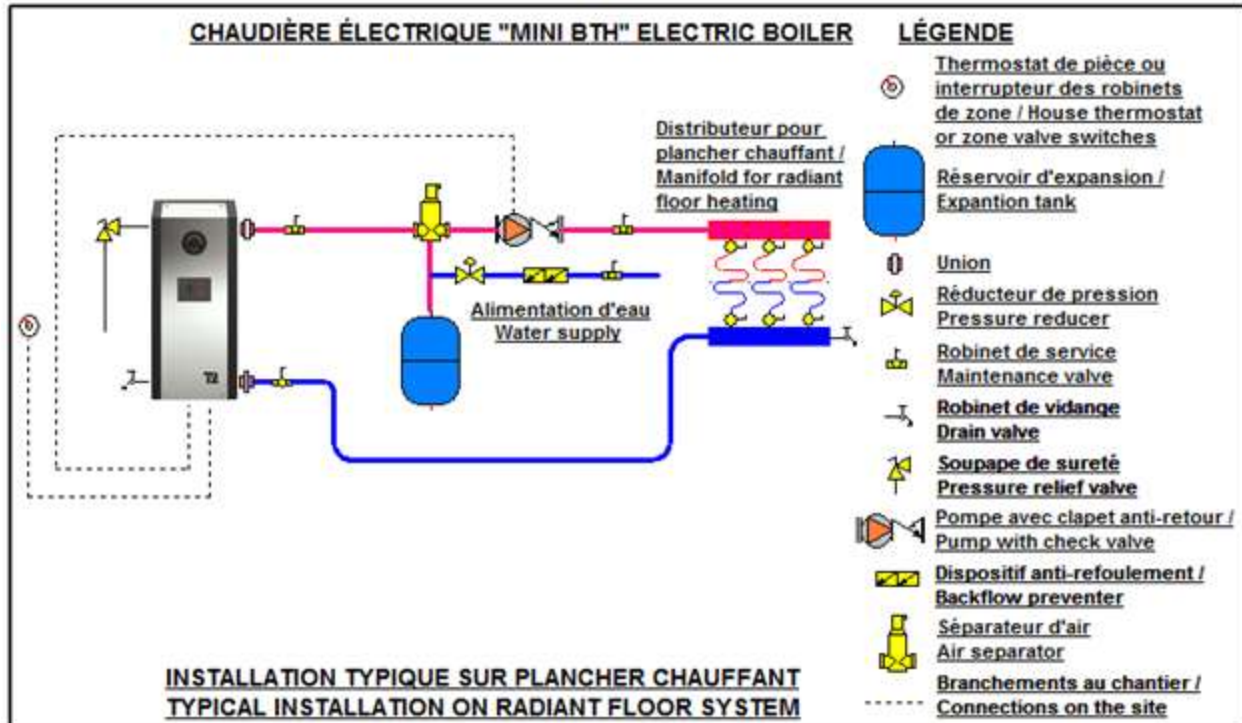 CHAUDIÈRE ÉLECTRIQUE "MINI BTH" ELECTRIC BOILER
LÉGENDE
Thermostat de pièce ou
interrupteur des robinets
de zone / House thermostat
or zone valve switches
Distributeur pour
plancher chauffant /
Manifold for radiant
floor heating
Réservoir d'expansion /
Expantion tank
Union
Réducteur de pression
Pressure reducer
Alimentation d'eau
Water supply
Robinet de service
Maintenance valve
Robinet de vidange
Drain valve
Soupape de sureté
Pressure relief valve
Pompe avec clapet anti-retour /
Pump with check valve
Dispositif anti-refoulement /
Backflow preventer
Séparateur d'air
Air separator
Branchements au chantier /
Connections on the site
INSTALLATION TYPIQUE SUR PLANCHER CHAUFFANT
TYPICAL INSTALLATION ON RADIANT FLOOR SYSTEM